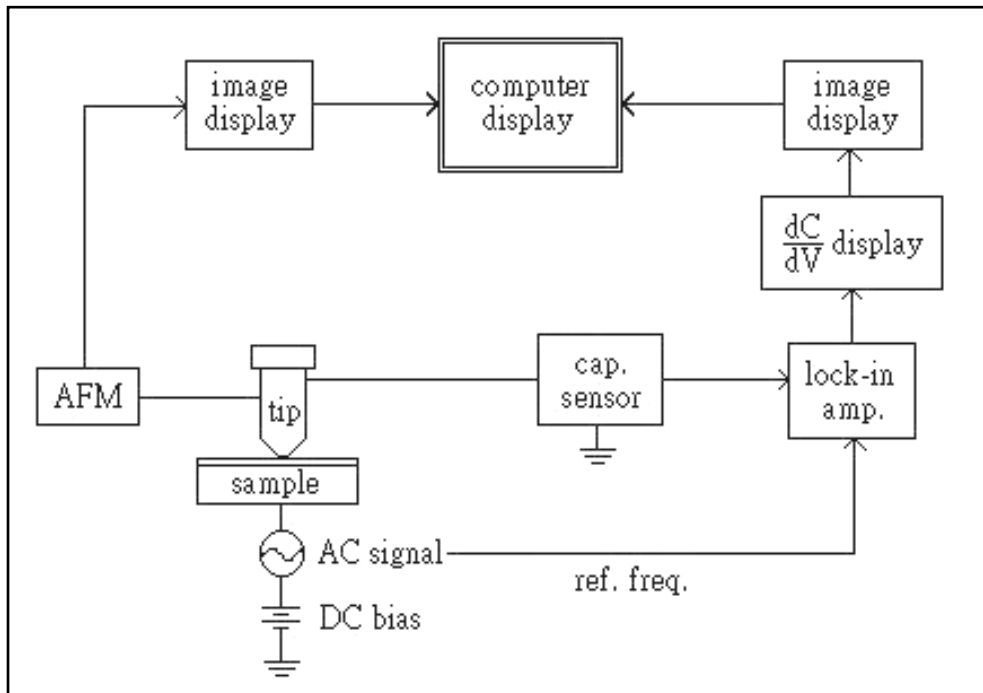 image
display
computer
display
image
display
dC
dV
display
AFM
tip
cap.
sensor
lock-in
amp.
sample
AC signal
ref. freq.
DC bias